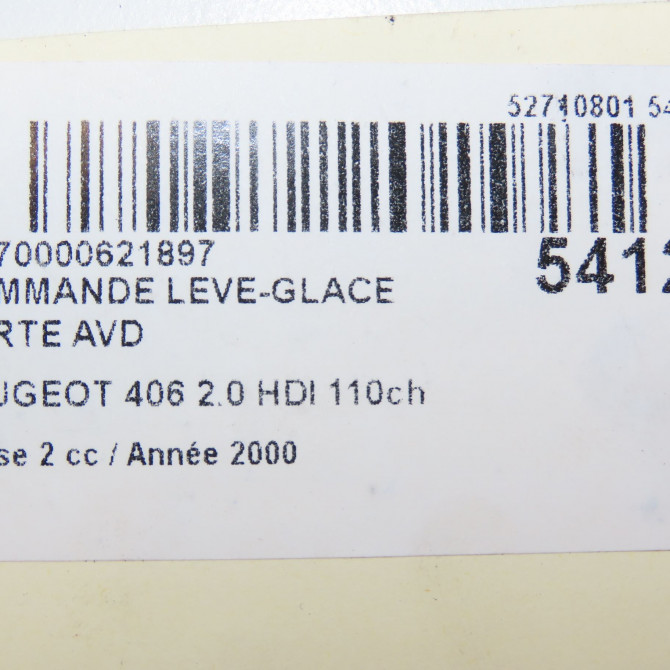 52710801 54
70000621897
5412
MMANDE LEVE-GLACE
RTE AVD
UGEOT 406 2.0 HDI 110ch
se 2 cc / Année 2000